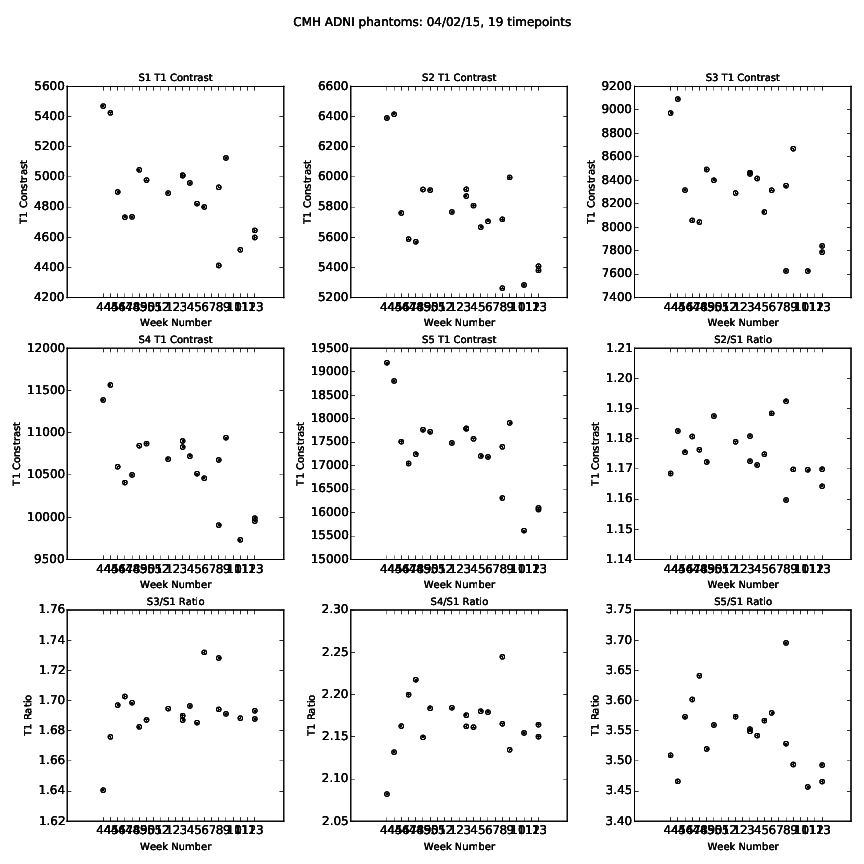 CMH ADNI phantoms: 04/02/15, 19 timepoints
S1 T1 Contrast
5600
5400
5200
5000
4800
4600
4400
4200
T1 Constrast
Week Number
S2 T1 Contrast
6600
6400
6200
6000
5800
5600
5400
5200
T1 Constrast
Week Number
S3 T1 Contrast
9200
9000
8800
8600
8400
8200
8000
7800
7600
7400
T1 Constrast
Week Number
S4 T1 Contrast
12000
11500
11000
10500
10000
9500
T1 Constrast
Week Number
S5 T1 Contrast
19500
19000
18500
18000
17500
17000
16500
16000
15500
15000
T1 Constrast
Week Number
S2/S1 Ratio
1.21
1.20
1.19
1.18
1.17
1.16
1.15
1.14
T1 Constrast
Week Number
S3/S1 Ratio
1.76
1.74
1.72
1.70
1.68
1.66
1.64
1.62
T1 Ratio
Week Number
S4/S1 Ratio
2.30
2.25
2.20
2.15
2.10
2.05
T1 Ratio
Week Number
S5/S1 Ratio
3.75
3.70
3.65
3.60
3.55
3.50
3.45
3.40
T1 Ratio
Week Number